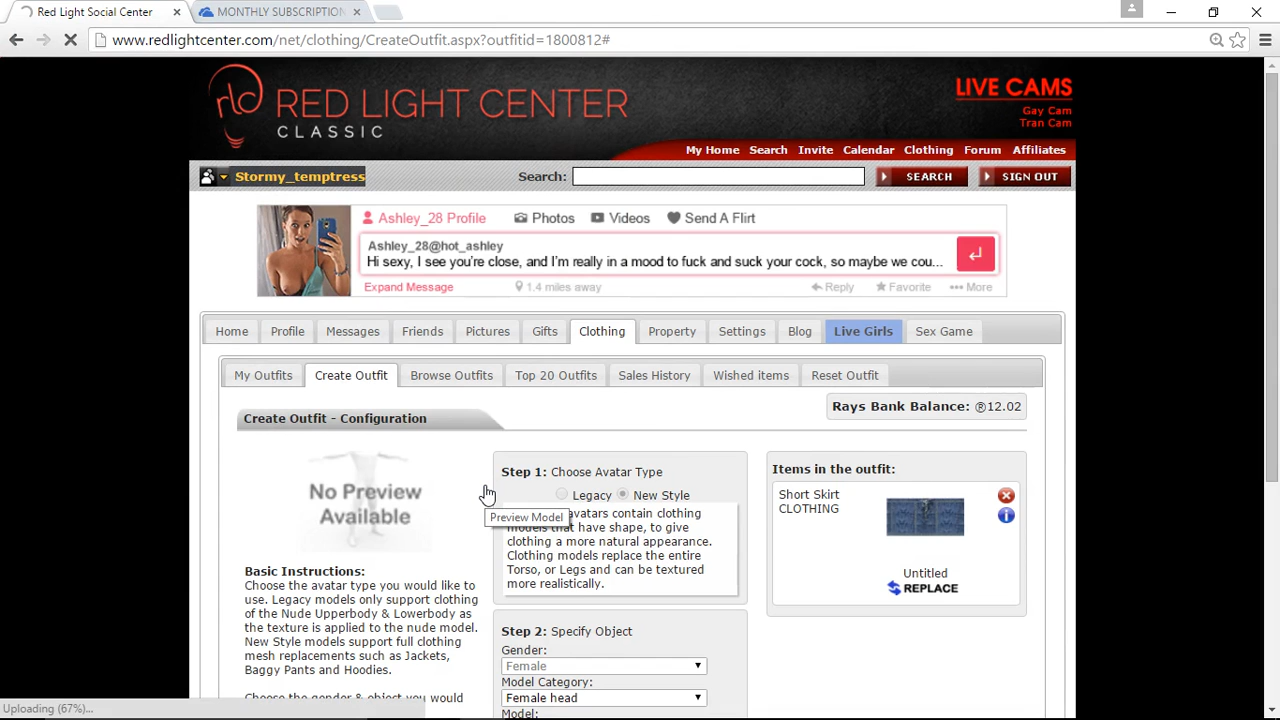 Red Light Social Center
MONTHLY SUBSCRIPTION
www.redlightcenter.com/net/clothing/CreateOutfit.aspx?outfitid=1800812#
rlc RED LIGHT CENTER
CLASSIC
LIVE CAMS
Gay Cam
Tran Cam
My Home Search Invite Calendar Clothing Forum Affiliates
Stormy_temptress Search: SEARCH SIGN OUT
Ashley_28 Profile Photos Videos Send A Flirt
Ashley_28@hot_ashley
Hi sexy, I see you're close, and I'm really in a mood to fuck and suck your cock, so maybe we cou...
Expand Message 1.4 miles away Reply Favorite More
Home Profile Messages Friends Pictures Gifts Clothing Property Settings Blog Live Girls Sex Game
My Outfits Create Outfit Browse Outfits Top 20 Outfits Sales History Wished items Reset Outfit
Rays Bank Balance: ®12.02
Create Outfit - Configuration
No Preview
Available
Basic Instructions:
Choose the avatar type you would like to
use. Legacy models only support clothing
of the Nude Upperbody & Lowerbody as
the texture is applied to the nude model.
New Style models support full clothing
mesh replacements such as Jackets,
Baggy Pants and Hoodies.
Choose the gender & object you would
Step 1: Choose Avatar Type
Legacy New Style
avatars contain clothing
models that have shape, to give
clothing a more natural appearance.
Clothing models replace the entire
Torso, or Legs and can be textured
more realistically.
Preview Model
Step 2: Specify Object
Gender:
Female
Model Category:
Female head
Model:
Items in the outfit:
Short Skirt
CLOTHING
Untitled
REPLACE
Uploading (67%)...